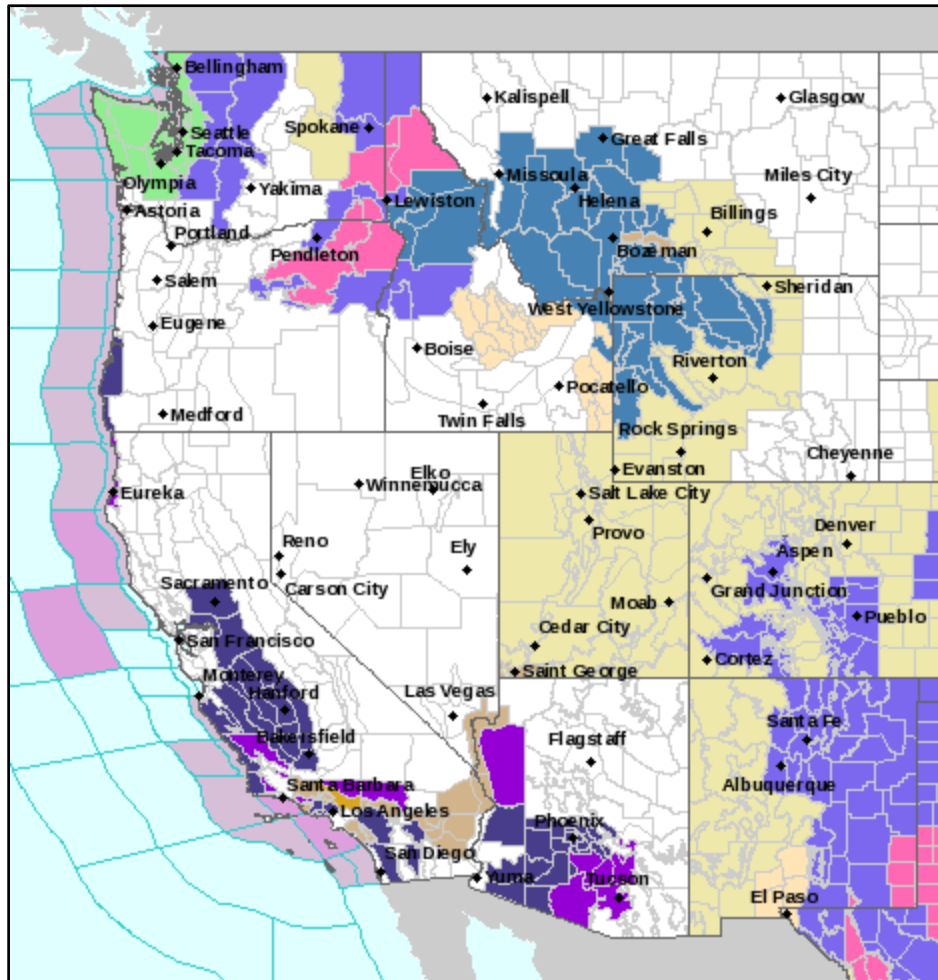 Bellingham
Kalispell
Glasgow
Seattle
Spokane
Great Falls
Tacoma
Olympia
Yakima
Missoula
Miles City
Lewiston
Helena
Astoria
Billings
Portland
Pendleton
Bozeman
Salem
Sheridan
West Yellowstone
Eugene
Boise
Riverton
Pocatello
Medford
Twin Falls
Rock Springs
Cheyenne
Evanston
Elko
Winnemucca
Eureka
Salt Lake City
Provo
Denver
Reno
Ely
Aspen
Carson City
Grand Junction
Sacramento
Moab
Pueblo
Cedar City
San Francisco
Cortez
Saint George
Monterey
Hanford
Las Vegas
Santa Fe
Bakersfield
Flagstaff
Albuquerque
Santa Barbara
Los Angeles
Phoenix
San Diego
Yuma
Tucson
El Paso